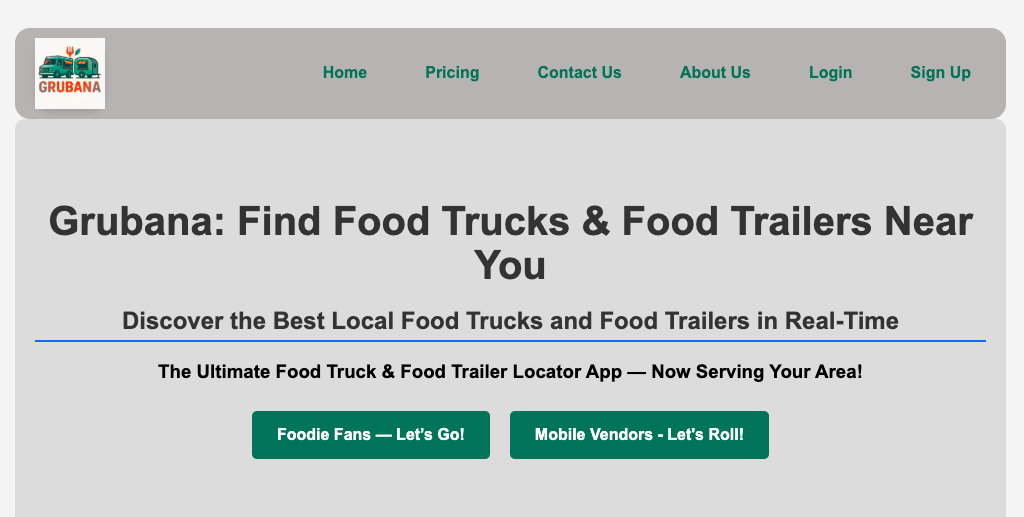 GRUBANA
Home
Pricing
Contact Us
About Us
Login
Sign Up
Grubana: Find Food Trucks & Food Trailers Near
You
Discover the Best Local Food Trucks and Food Trailers in Real-Time
The Ultimate Food Truck & Food Trailer Locator App — Now Serving Your Area!
Foodie Fans — Let’s Go!
Mobile Vendors - Let's Roll!